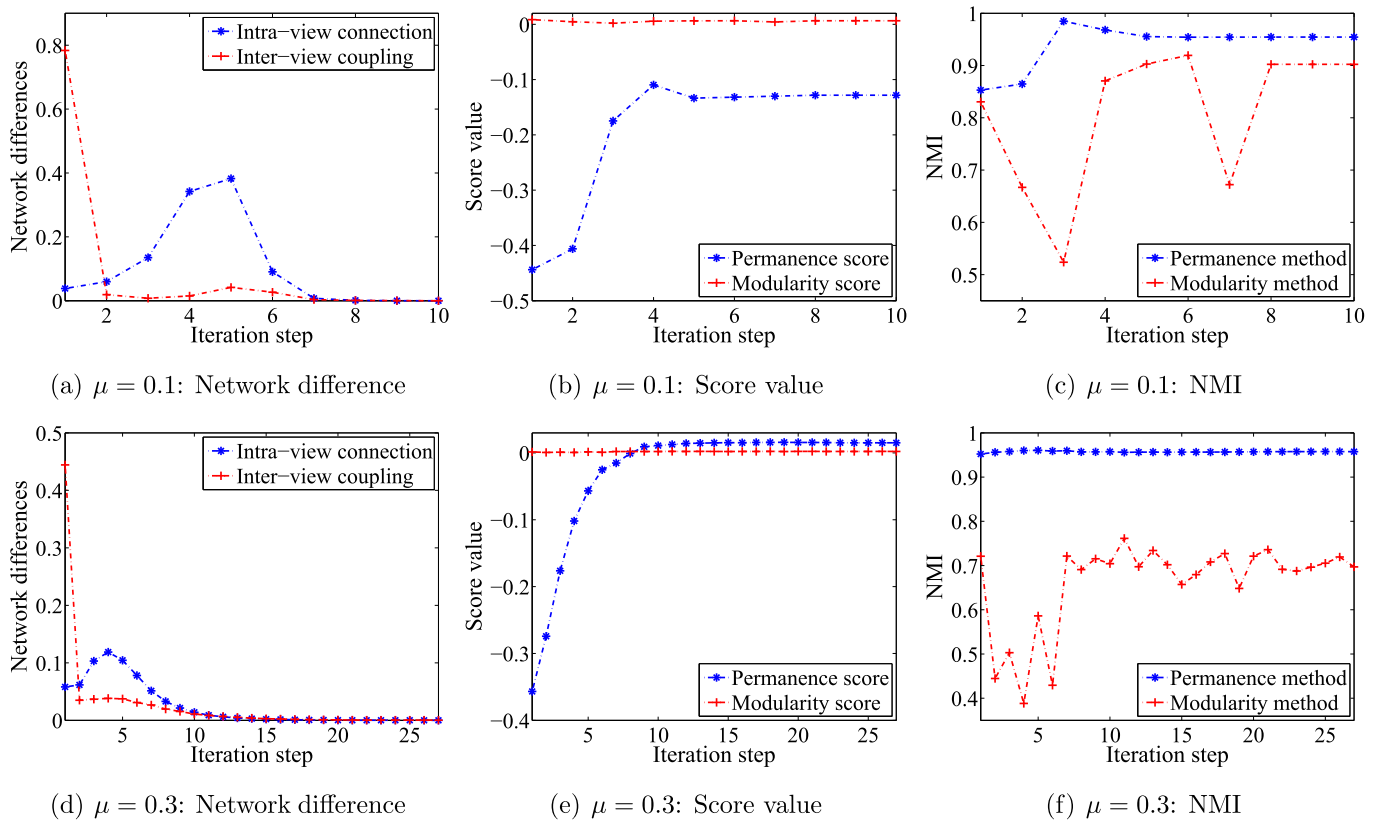 Intra−view connection
Inter−view coupling
Network differences
0.8
0.6
0.4
0.2
0
2 4 6 8 10
Iteration step
(a) μ = 0.1: Network difference
Score value
0
−0.1
−0.2
−0.3
−0.4
−0.5
Permanence score
Modularity score
2 4 6 8 10
Iteration step
(b) μ = 0.1: Score value
NMI
1
0.9
0.8
0.7
0.6
0.5
Permanence method
Modularity method
2 4 6 8 10
Iteration step
(c) μ = 0.1: NMI
Network differences
0.5
0.4
0.3
0.2
0.1
0
Intra−view connection
Inter−view coupling
5 10 15 20 25
Iteration step
(d) μ = 0.3: Network difference
Score value
0
−0.1
−0.2
−0.3
−0.4
Permanence score
Modularity score
5 10 15 20 25
Iteration step
(e) μ = 0.3: Score value
NMI
1
0.9
0.8
0.7
0.6
0.5
0.4
Permanence method
Modularity method
5 10 15 20 25
Iteration step
(f) μ = 0.3: NMI